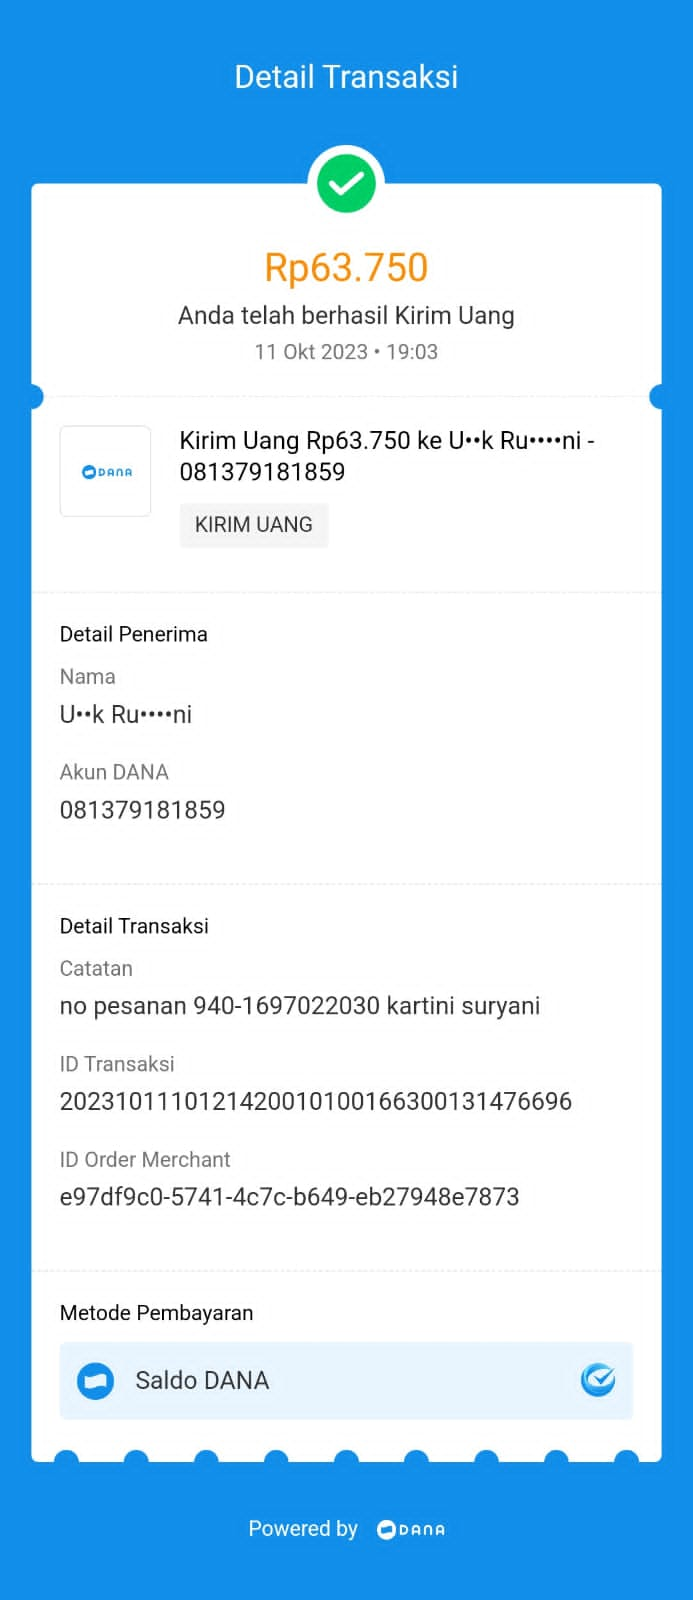 Detail Transaksi
Rp63.750
Anda telah berhasil Kirim Uang
11 Okt 2023 • 19:03
DANA
Kirim Uang Rp63.750 ke U••k Ru••••ni -
081379181859
KIRIM UANG
Detail Penerima
Nama
U••k Ru••••ni
Akun DANA
081379181859
Detail Transaksi
Catatan
no pesanan 940-1697022030 kartini suryani
ID Transaksi
2023101110121420010100166300131476696
ID Order Merchant
e97df9c0-5741-4c7c-b649-eb27948e7873
Metode Pembayaran
Saldo DANA
Powered by DANA